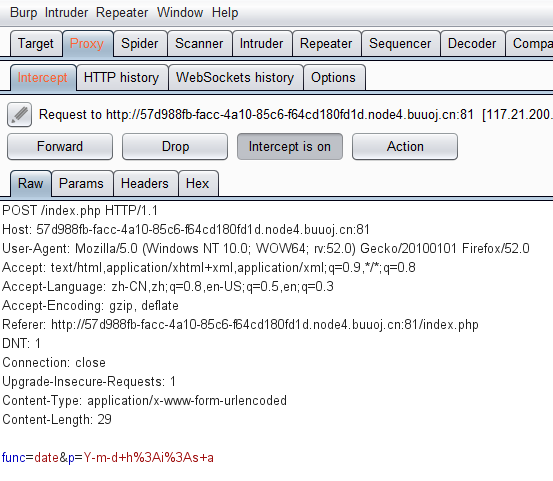 Burp Intruder Repeater Window Help
Target Proxy Spider Scanner Intruder Repeater Sequencer Decoder Compa
Intercept HTTP history WebSockets history Options
Request to http://57d988fb-facc-4a10-85c6-f64cd180fd1d.node4.buuoj.cn:81 [117.21.200.
Forward Drop Intercept is on Action
Raw Params Headers Hex
POST /index.php HTTP/1.1
Host: 57d988fb-facc-4a10-85c6-f64cd180fd1d.node4.buuoj.cn:81
User-Agent: Mozilla/5.0 (Windows NT 10.0; WOW64; rv:52.0) Gecko/20100101 Firefox/52.0
Accept: text/html,application/xhtml+xml,application/xml;q=0.9,*/*;q=0.8
Accept-Language: zh-CN,zh;q=0.8,en-US;q=0.5,en;q=0.3
Accept-Encoding: gzip, deflate
Referer: http://57d988fb-facc-4a10-85c6-f64cd180fd1d.node4.buuoj.cn:81/index.php
DNT: 1
Connection: close
Upgrade-Insecure-Requests: 1
Content-Type: application/x-www-form-urlencoded
Content-Length: 29
func=date&p=Y-m-d+h%3Ai%3As+a